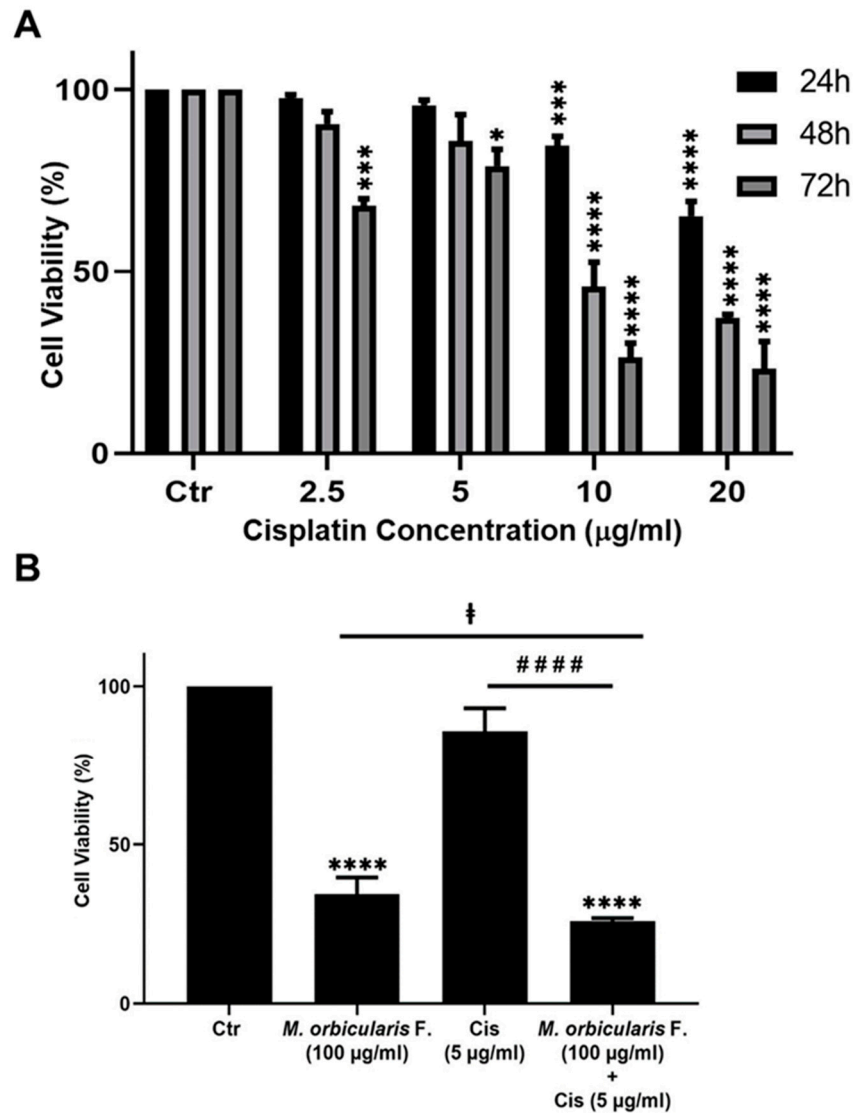 A
100
50
0
Cell Viability (%)
24h
48h
72h
***
*
***
****
****
****
****
****
Ctr
2.5
5
10
20
Cisplatin Concentration (μg/ml)
B
ǂ
####
100
50
0
Cell Viability (%)
****
****
Ctr
M. orbicularis F.
(100 μg/ml)
Cis
(5 μg/ml)
M. orbicularis F.
(100 μg/ml)
+
Cis (5 μg/ml)